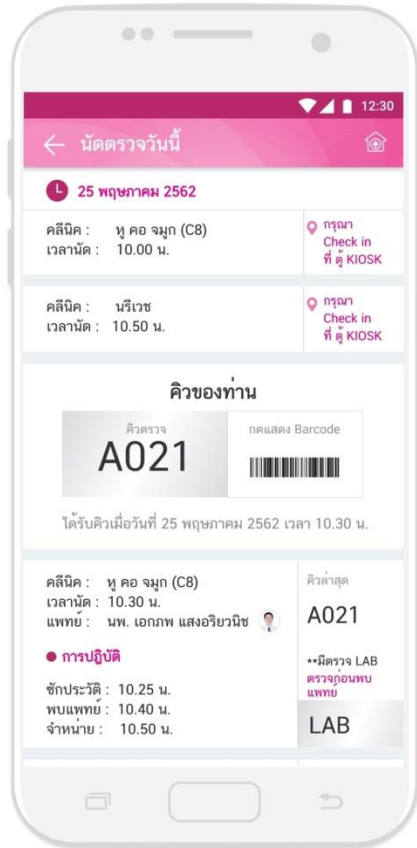 12:30
นัดตรวจวันนี้
25 พฤษภาคม 2562
คลีนิค : หู คอ จมูก (C8)
เวลานัด : 10.00 น.
กรุณา
Check in
ที่ ตู้ KIOSK
คลีนิค : นรีเวช
เวลานัด : 10.50 น.
กรุณา
Check in
ที่ ตู้ KIOSK
คิวของท่าน
คิวตรวจ
A021
กดแสดง Barcode
ได้รับคิวเมื่อวันที่ 25 พฤษภาคม 2562 เวลา 10.30 น.
คลีนิค : หู คอ จมูก (C8)
เวลานัด : 10.30 น.
แพทย์ : นพ. เอกภพ แสงอริยวนิช
การปฎิบัติ
ซักประวัติ : 10.25 น.
พบแพทย์ : 10.40 น.
จำหน่าย : 10.50 น.
คิวล่าสุด
A021
**มีตรวจ LAB
ตรวจก่อนพบ
แพทย์
LAB